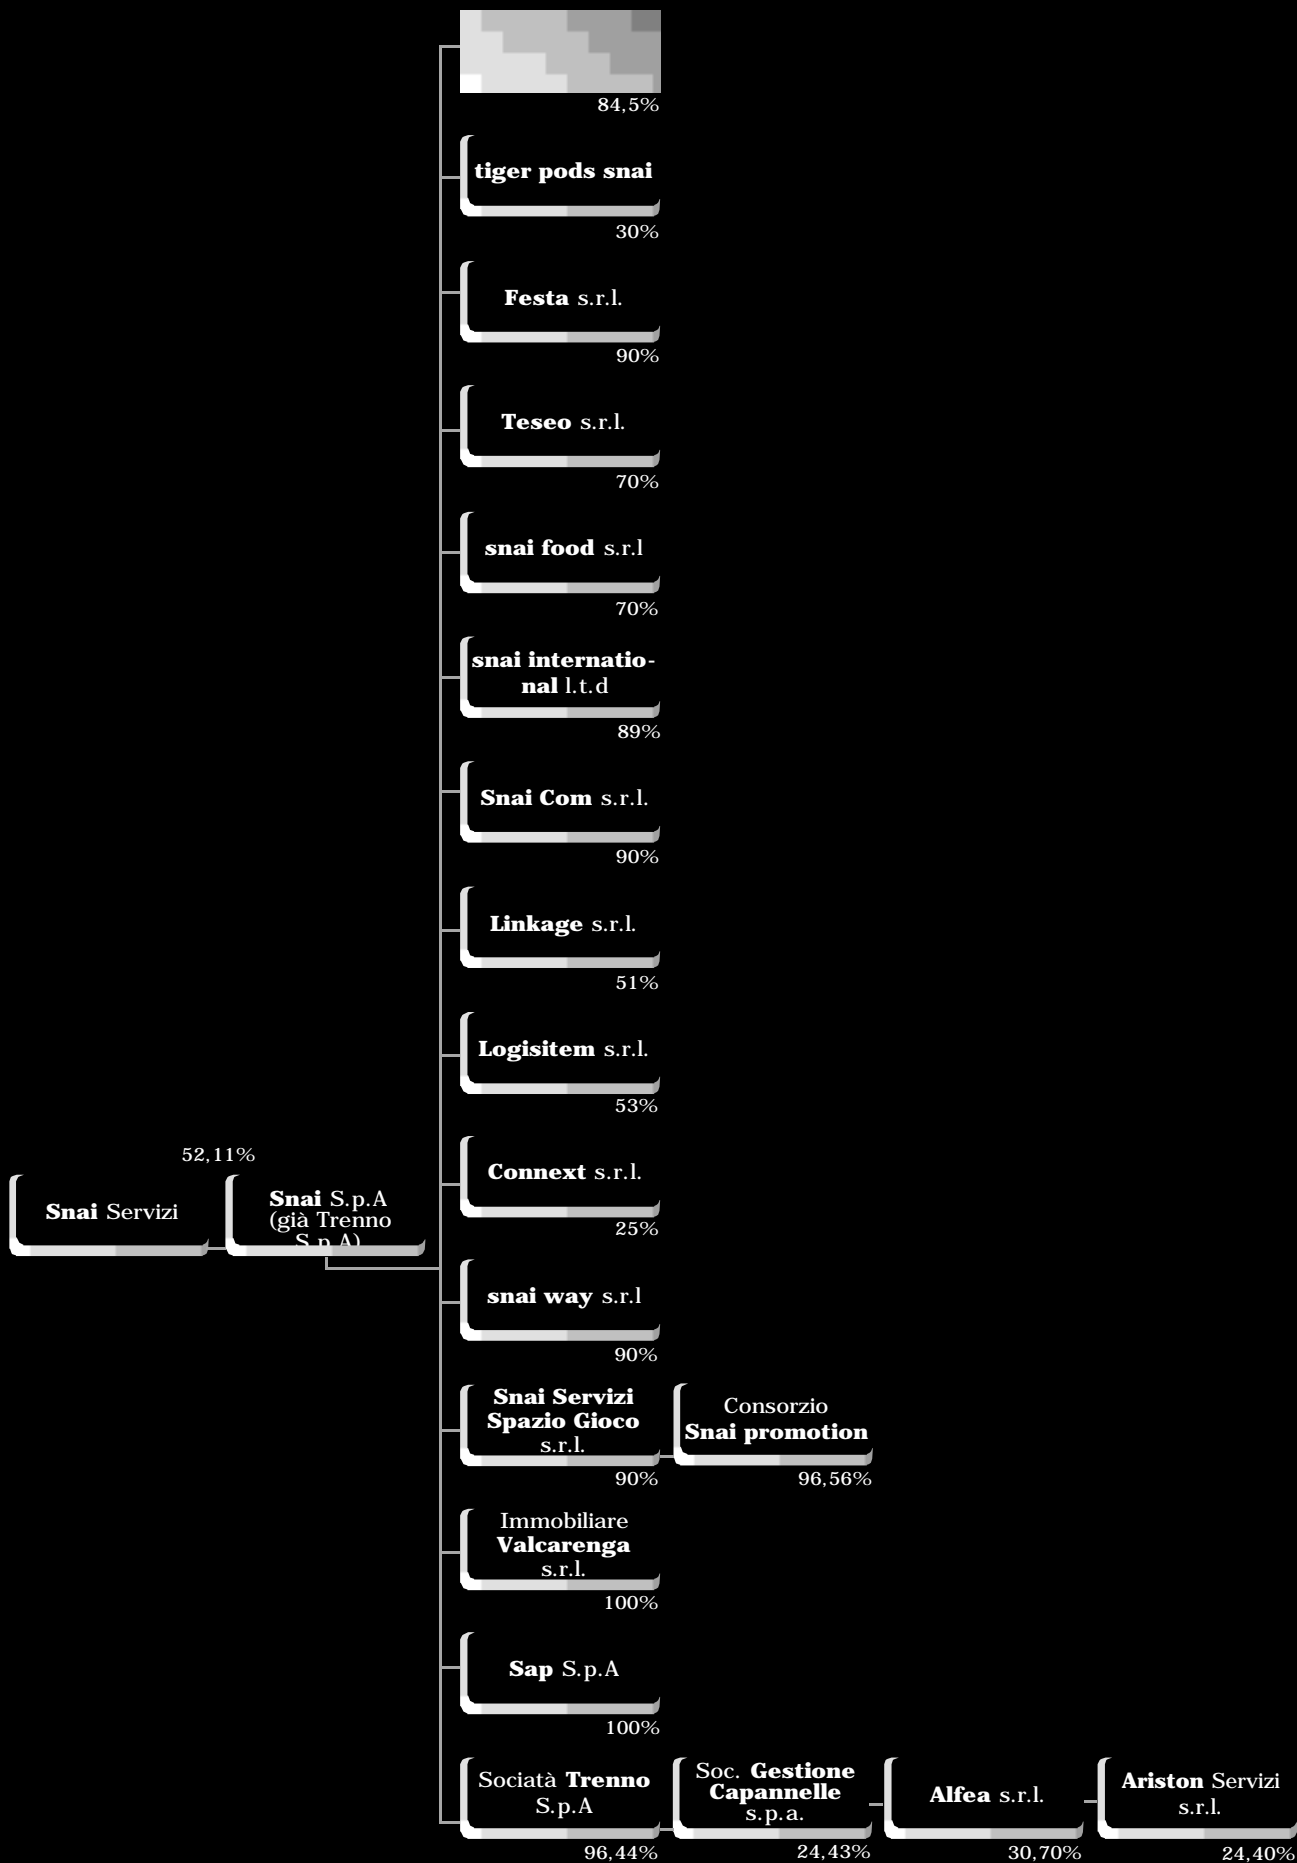 84,5%
tiger pods snai
30%
Festa s.r.l.
90%
Teseo s.r.l.
70%
snai food s.r.l
70%
snai internatio-
nal l.t.d
89%
Snai Com s.r.l.
90%
Linkage s.r.l.
51%
Logisitem s.r.l.
53%
52,11%
Snai Servizi
Snai S.p.A
(già Trenno
S.p.A)
Connext s.r.l.
25%
snai way s.r.l
90%
Snai Servizi
Spazio Gioco
s.r.l.
90%
Consorzio
Snai promotion
96,56%
Immobiliare
Valcarenga
s.r.l.
100%
Sap S.p.A
100%
Sociatà Trenno
S.p.A
96,44%
Soc. Gestione
Capannelle
s.p.a.
24,43%
Alfea s.r.l.
30,70%
Ariston Servizi
s.r.l.
24,40%